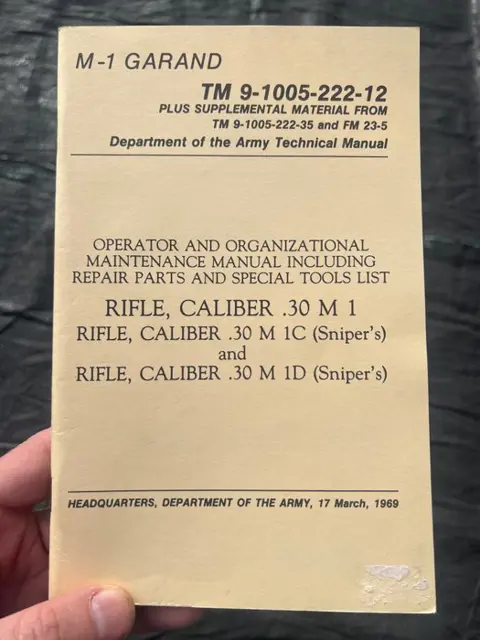 M-1 GARAND
TM 9-1005-222-12
PLUS SUPPLEMENTAL MATERIAL FROM
TM 9-1005-222-35 and FM 23-5
Department of the Army Technical Manual
OPERATOR AND ORGANIZATIONAL
MAINTENANCE MANUAL INCLUDING
REPAIR PARTS AND SPECIAL TOOLS LIST
RIFLE, CALIBER .30 M 1
RIFLE, CALIBER .30 M 1C (Sniper's)
and
RIFLE, CALIBER .30 M 1D (Sniper's)
HEADQUARTERS, DEPARTMENT OF THE ARMY, 17 March, 1969